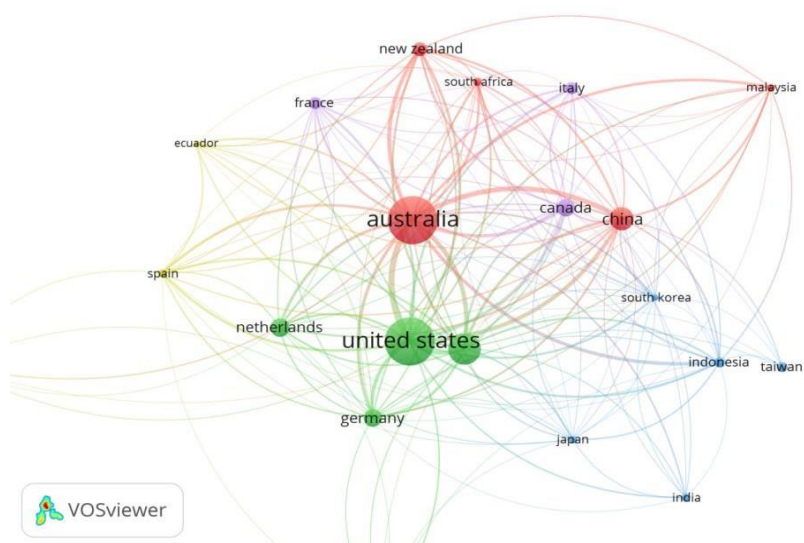 new zealand
south africa
italy
malaysia
france
ecuador
australia
canada
china
spain
south korea
netherlands
united states
indonesia
taiwan
germany
japan
india
VOSviewer